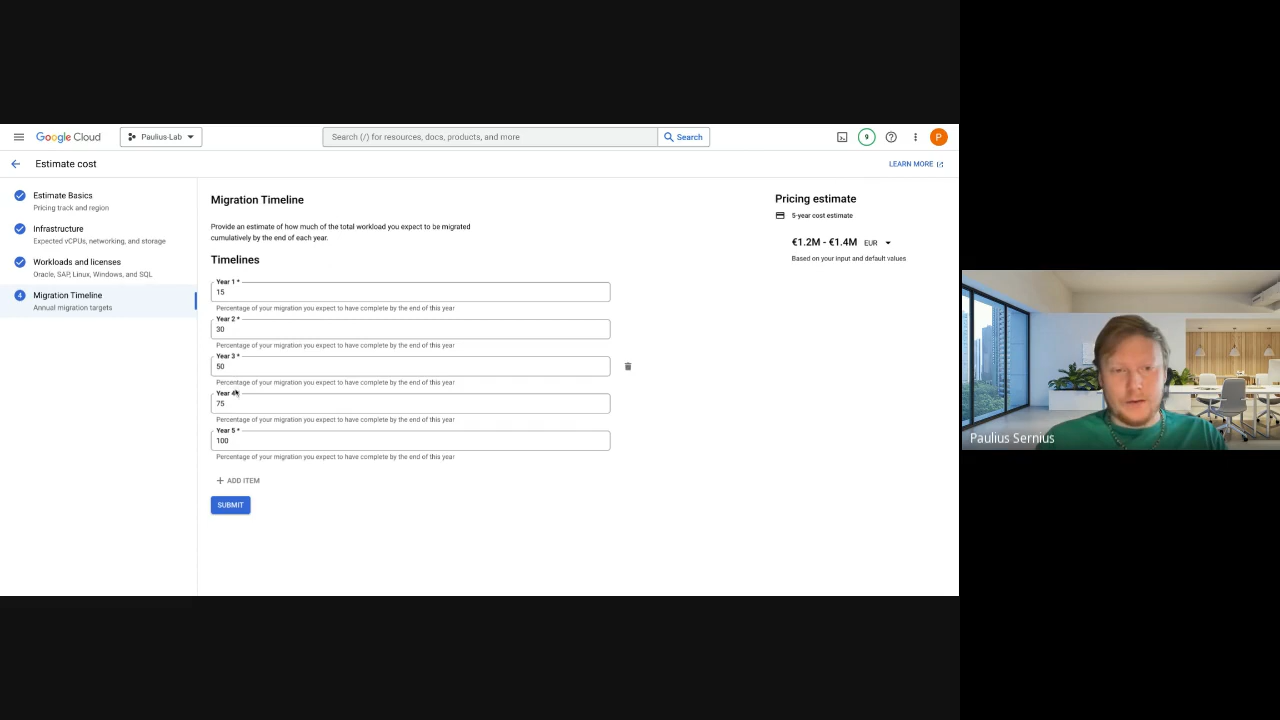 Google Cloud
Paulius-Lab
Search (/) for resources, docs, products, and more
Search
9
P
Estimate cost
LEARN MORE
Estimate Basics
Pricing track and region
Infrastructure
Expected vCPUs, networking, and storage
Workloads and licenses
Oracle, SAP, Linux, Windows, and SQL
4
Migration Timeline
Annual migration targets
Migration Timeline
Provide an estimate of how much of the total workload you expect to be migrated
cumulatively by the end of each year.
Timelines
Year 1 *
15
Percentage of your migration you expect to have complete by the end of this year
Year 2 *
30
Percentage of your migration you expect to have complete by the end of this year
Year 3 *
50
Percentage of your migration you expect to have complete by the end of this year
Year 4 *
75
Percentage of your migration you expect to have complete by the end of this year
Year 5 *
100
Percentage of your migration you expect to have complete by the end of this year
+ ADD ITEM
SUBMIT
Pricing estimate
5-year cost estimate
€1.2M - €1.4M EUR
Based on your input and default values
Paulius Sernius